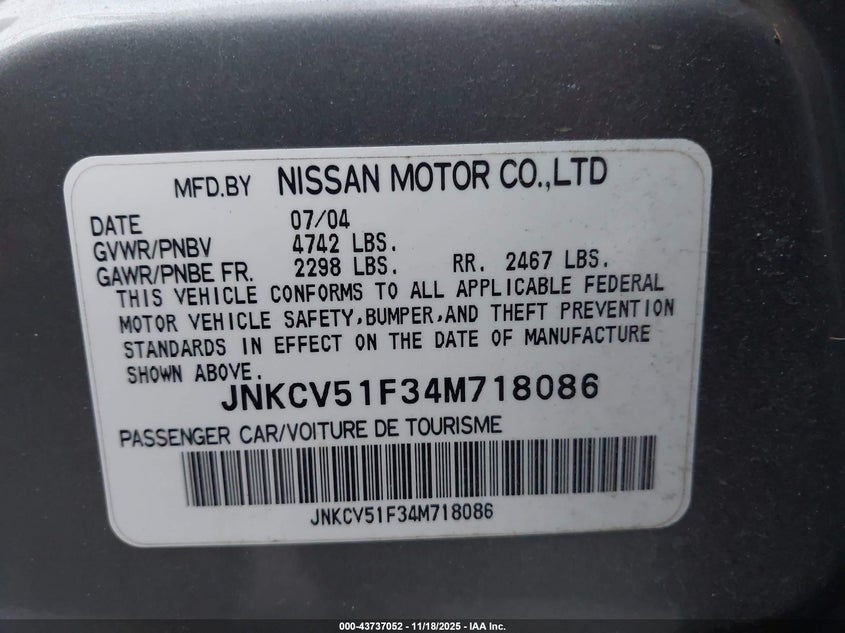 MFD.BY NISSAN MOTOR CO.,LTD
DATE 07/04
GVWR/PNBV 4742 LBS.
GAWR/PNBE FR. 2298 LBS. RR. 2467 LBS.
THIS VEHICLE CONFORMS TO ALL APPLICABLE FEDERAL
MOTOR VEHICLE SAFETY,BUMPER,AND THEFT PREVENTION
STANDARDS IN EFFECT ON THE DATE OF MANUFACTURE
SHOWN ABOVE.
JNKCV51F34M718086
PASSENGER CAR/VOITURE DE TOURISME
JNKCV51F34M718086
000-43737052 — 11/18/2025 — IAA Inc.